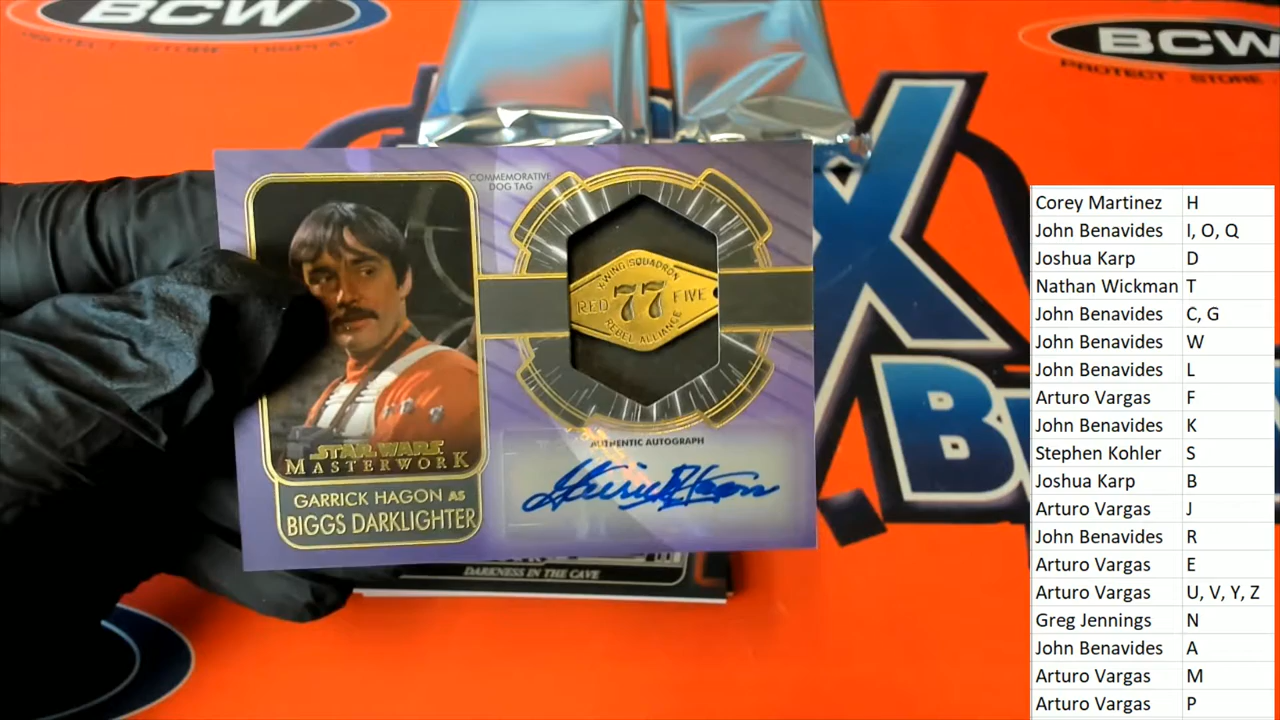 BCW
BCW
PROTECT STORE
COMMEMORATIVE
DOG TAG
X-WING SQUADRON
RED 77 FIVE
REBEL ALLIANCE
STAR WARS
MASTERWORK
GARRICK HAGON AS
BIGGS DARKLIGHTER
AUTHENTIC AUTOGRAPH
DARKNESS IN THE CAVE
X
Corey Martinez H
John Benavides I, O, Q
Joshua Karp D
Nathan Wickman T
John Benavides C, G
John Benavides W
John Benavides L
Arturo Vargas F
John Benavides K
Stephen Kohler S
Joshua Karp B
Arturo Vargas J
John Benavides R
Arturo Vargas E
Arturo Vargas U, V, Y, Z
Greg Jennings N
John Benavides A
Arturo Vargas M
Arturo Vargas P